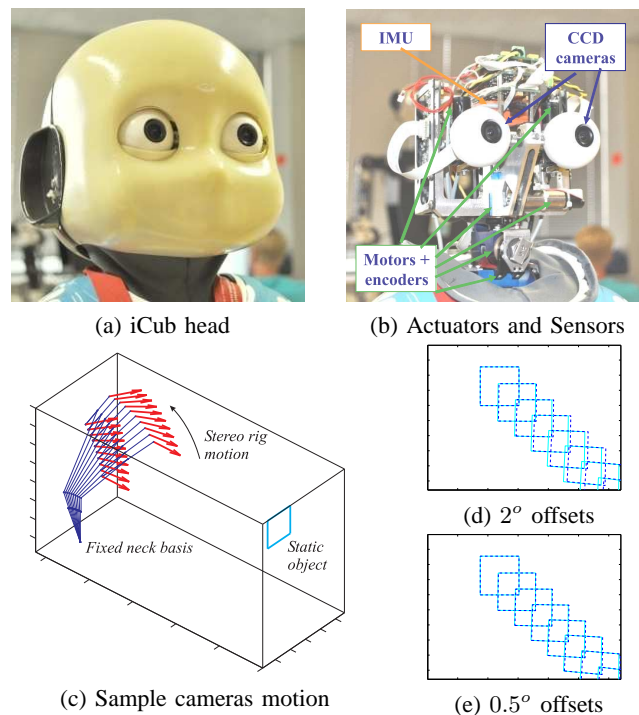 IMU
CCD
cameras
Motors +
encoders
(a) iCub head
(b) Actuators and Sensors
Stereo rig
motion
Fixed neck basis
Static
object
(c) Sample cameras motion
(d) 2° offsets
(e) 0.5° offsets